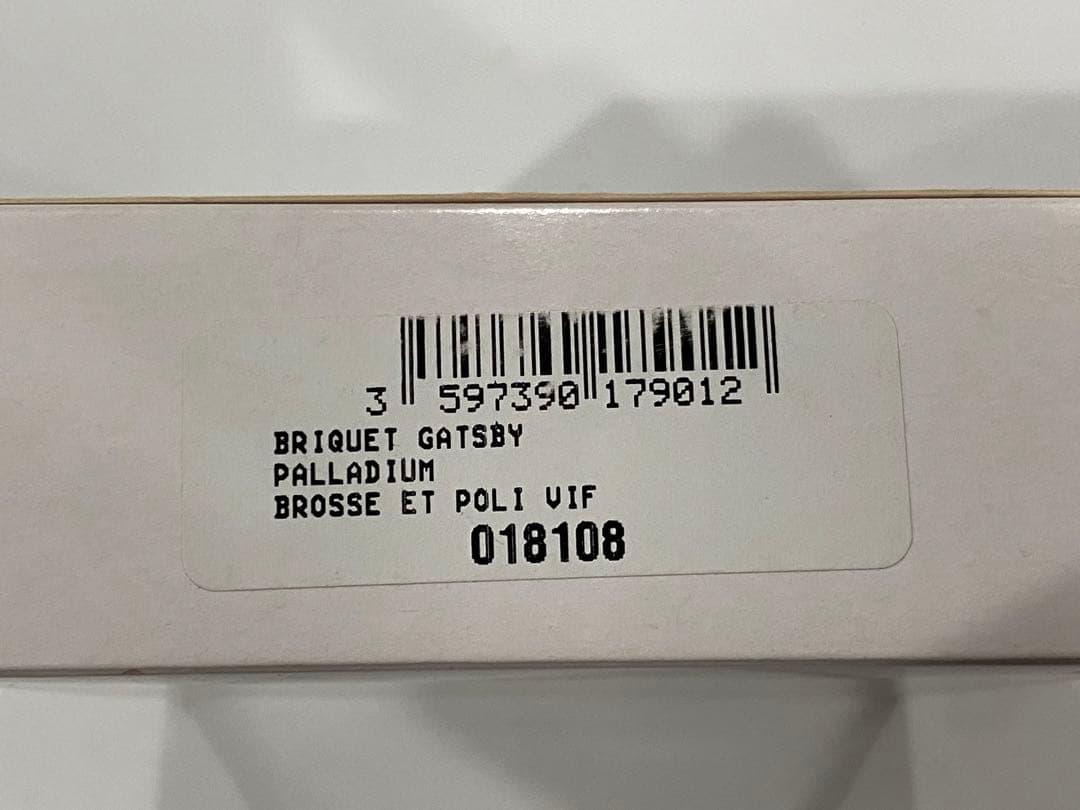 3 597390 179012
BRIQUET GATSBY
PALLADIUM
BROSSE ET POLI VIF
018108